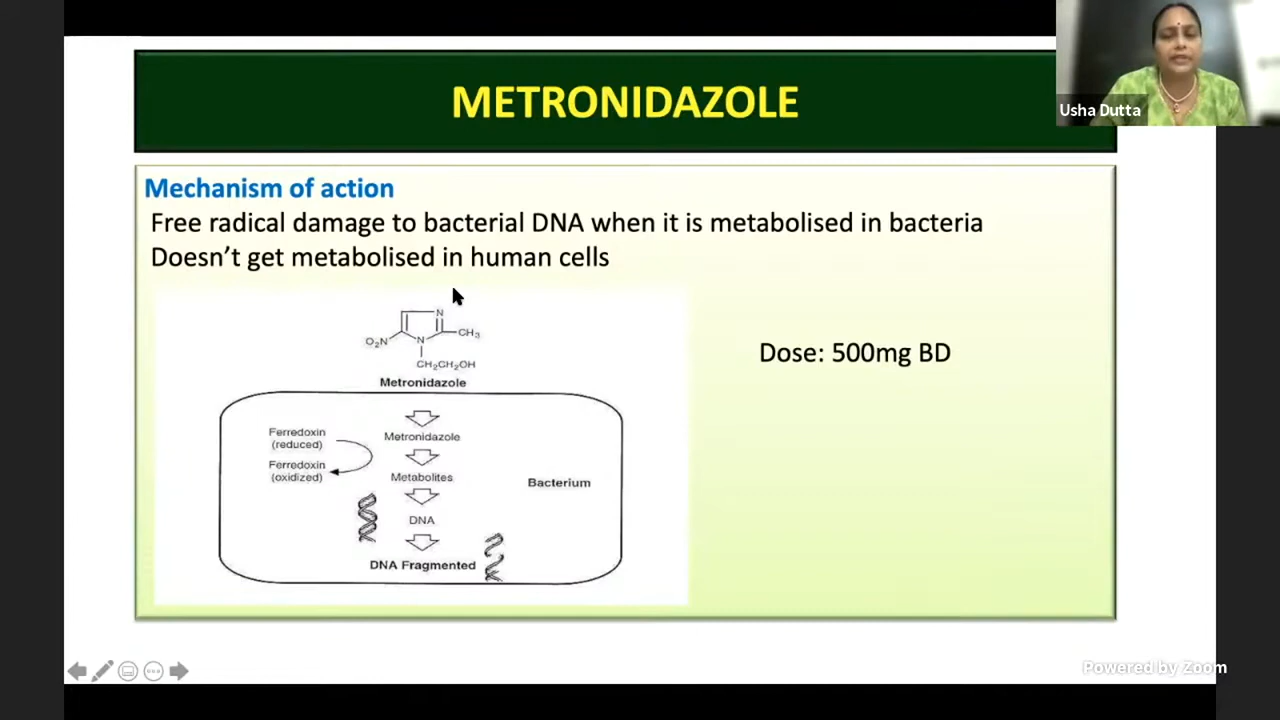 METRONIDAZOLE
Usha Dutta
Mechanism of action
Free radical damage to bacterial DNA when it is metabolised in bacteria
Doesn’t get metabolised in human cells
N
O₂N
N
CH₃
CH₂CH₂OH
Metronidazole
Dose: 500mg BD
Ferredoxin
(reduced)
Ferredoxin
(oxidized)
Metronidazole
Metabolites
Bacterium
DNA
DNA Fragmented
Powered by Zoom